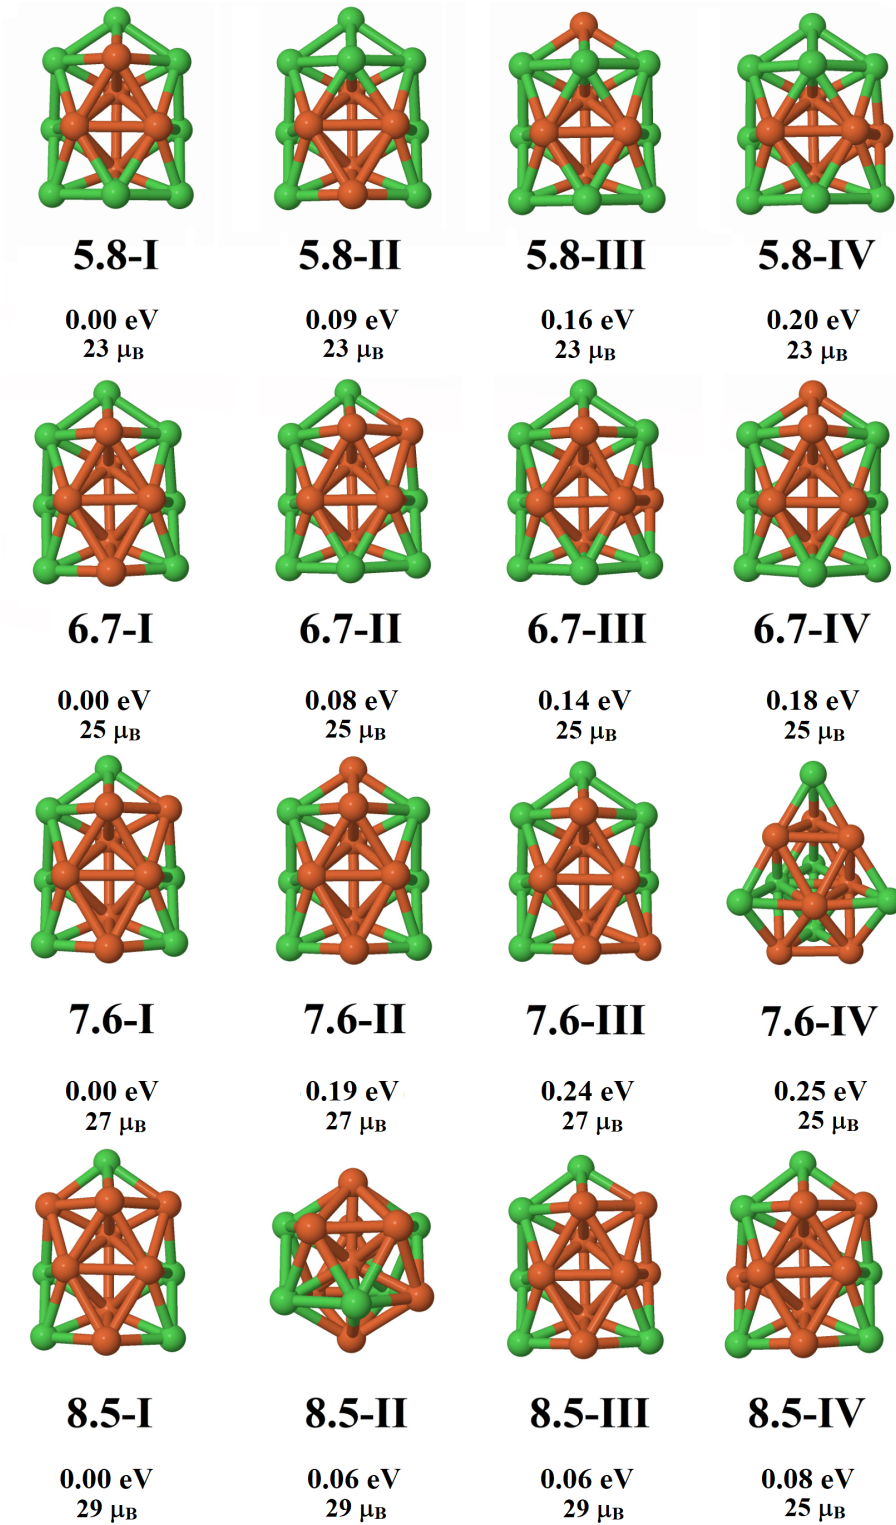 5.8-I 5.8-II 5.8-III 5.8-IV
0.00 eV 0.09 eV 0.16 eV 0.20 eV
23 μB 23 μB 23 μB 23 μB
6.7-I 6.7-II 6.7-III 6.7-IV
0.00 eV 0.08 eV 0.14 eV 0.18 eV
25 μB 25 μB 25 μB 25 μB
7.6-I 7.6-II 7.6-III 7.6-IV
0.00 eV 0.19 eV 0.24 eV 0.25 eV
27 μB 27 μB 27 μB 25 μB
8.5-I 8.5-II 8.5-III 8.5-IV
0.00 eV 0.06 eV 0.06 eV 0.08 eV
29 μB 29 μB 29 μB 25 μB